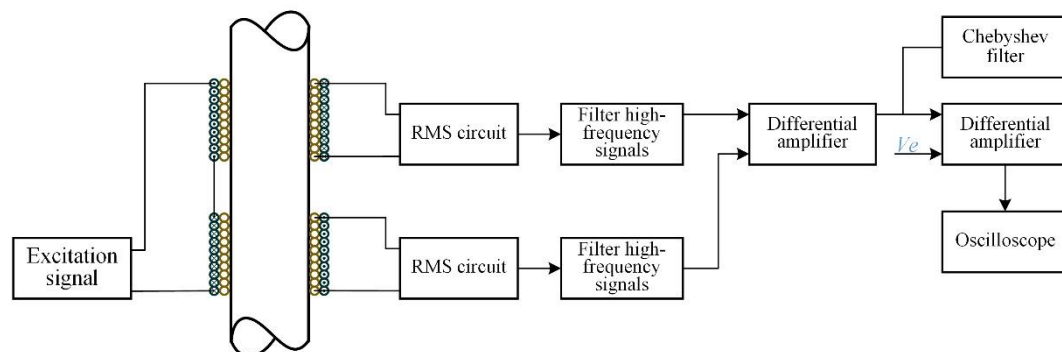 Excitation
signal
RMS circuit
Filter high-
frequency
signals
RMS circuit
Filter high-
frequency
signals
Differential
amplifier
Chebyshev
filter
Ve
Differential
amplifier
Oscilloscope